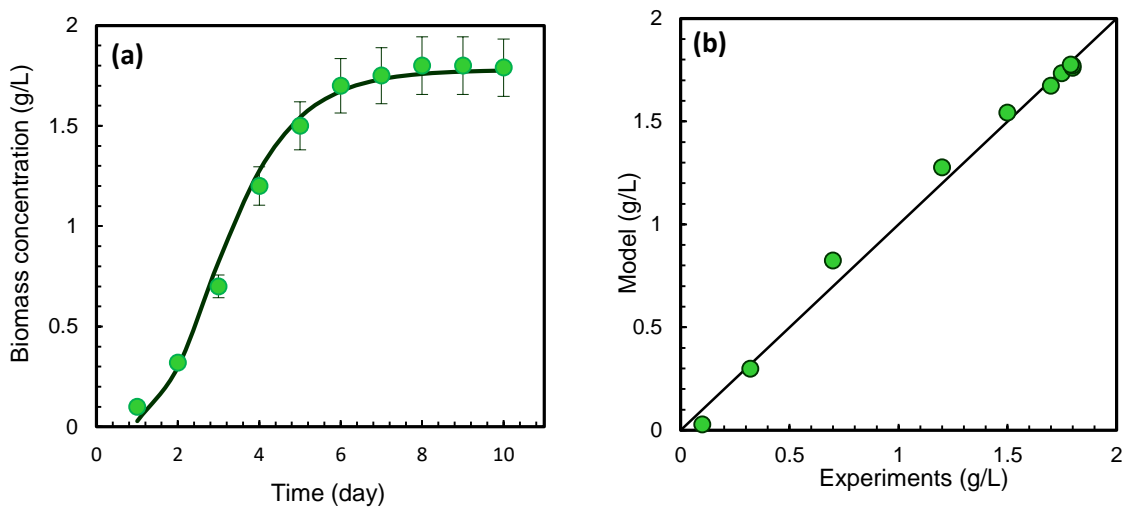 (a)
Biomass concentration (g/L)
2
1.5
1
0.5
0
0 2 4 6 8 10
Time (day)
(b)
Model (g/L)
2
1.5
1
0.5
0
0 0.5 1 1.5 2
Experiments (g/L)